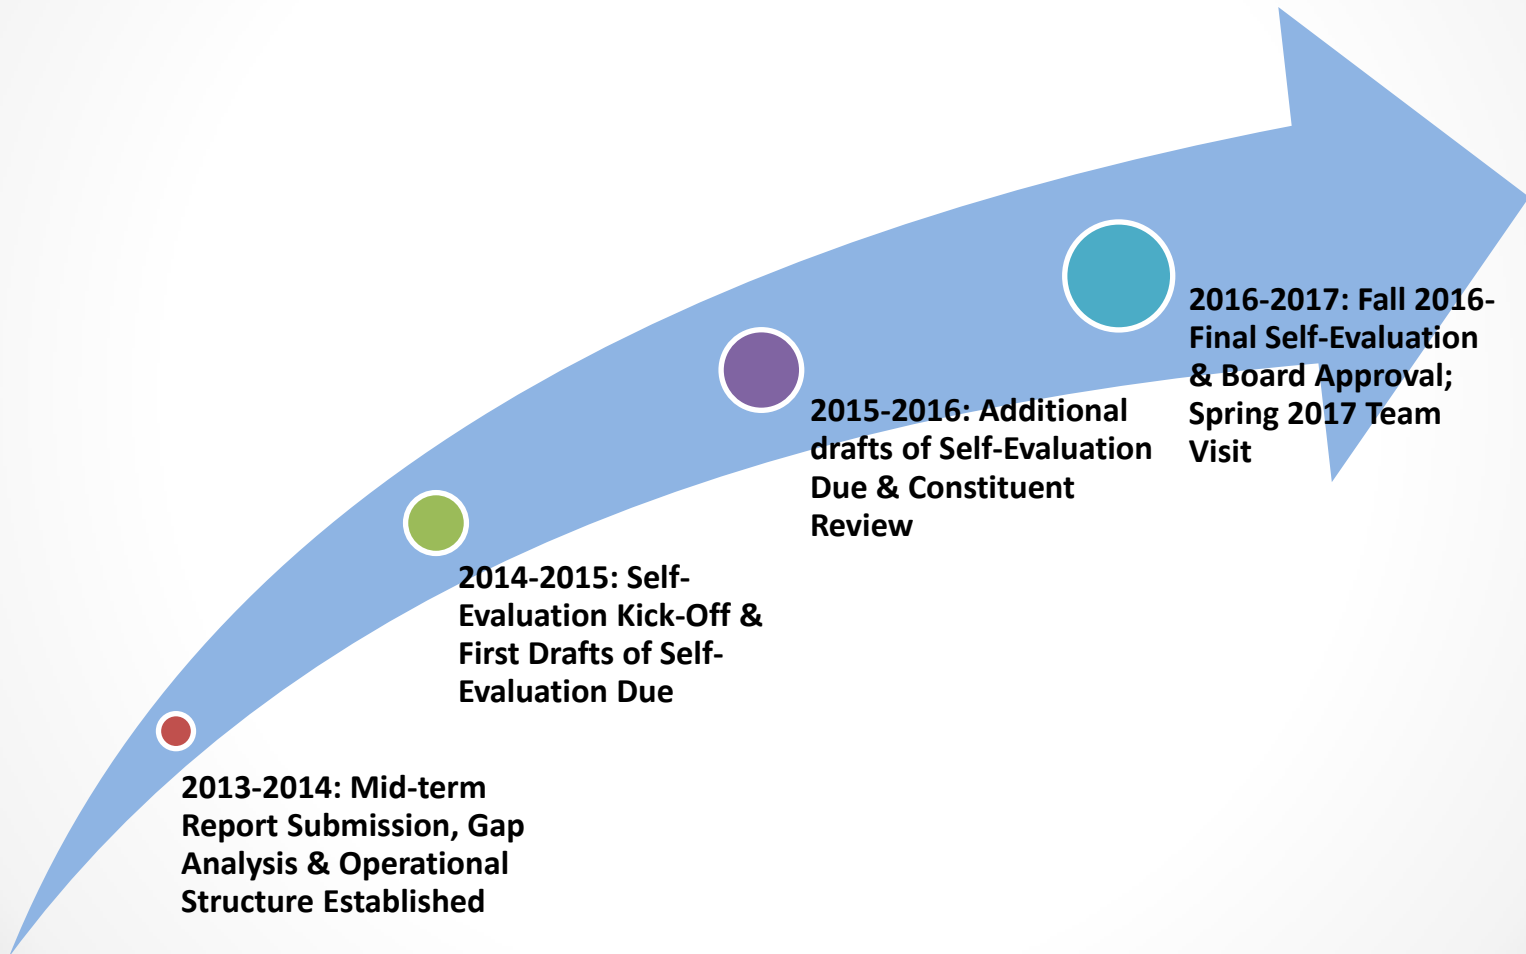 2013-2014: Mid-term
Report Submission, Gap
Analysis & Operational
Structure Established
2014-2015: Self-
Evaluation Kick-Off &
First Drafts of Self-
Evaluation Due
2015-2016: Additional
drafts of Self-Evaluation
Due & Constituent
Review
2016-2017: Fall 2016-
Final Self-Evaluation
& Board Approval;
Spring 2017 Team
Visit